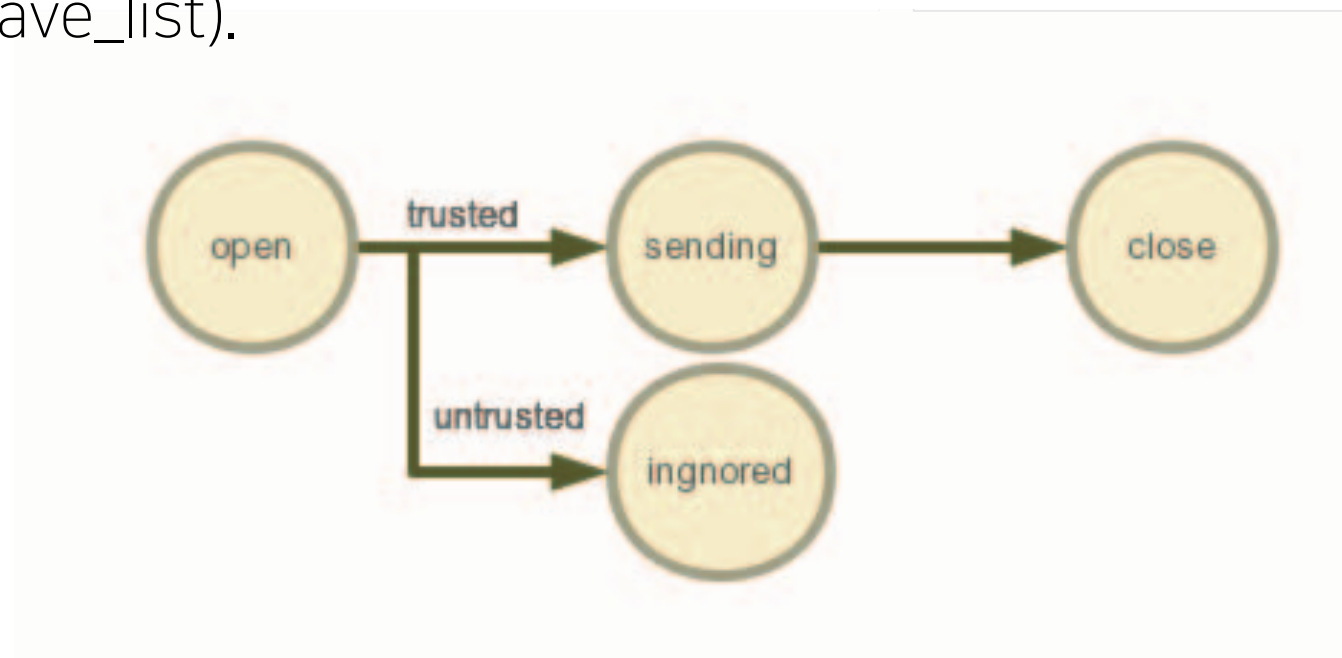 ave_list).
trusted
open
sending
close
untrusted
ingnored